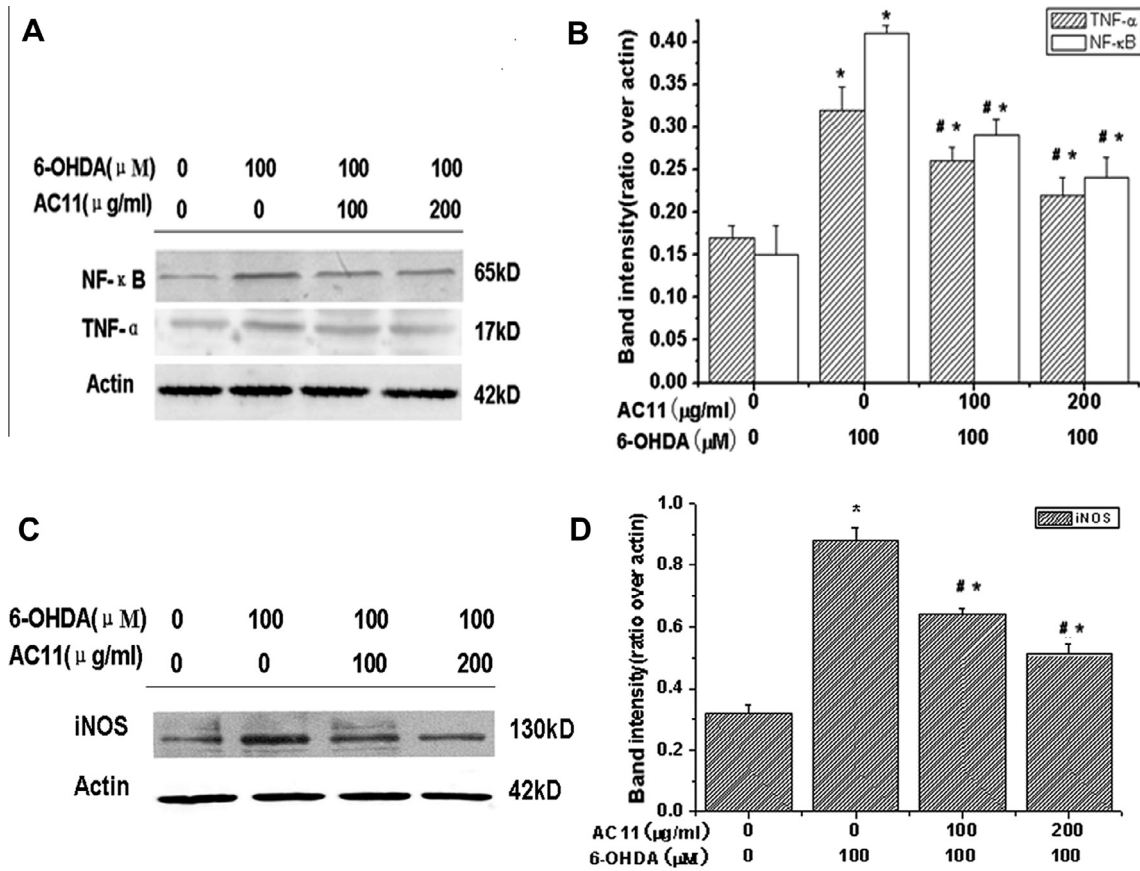 A
6-OHDA(μM) 0 100 100 100
AC11(μg/ml) 0 0 100 200
NF-κB 65kD
TNF-α 17kD
Actin 42kD
B
TNF-α
NF-κB
Band intensity(ratio over actin)
0.40
0.35
0.30
0.25
0.20
0.15
0.10
0.05
0.00
*
*
# *
# *
# *
# *
AC11(μg/ml) 0 0 100 200
6-OHDA(μM) 0 100 100 100
C
6-OHDA(μM) 0 100 100 100
AC11(μg/ml) 0 0 100 200
iNOS 130kD
Actin 42kD
D
iNOS
Band intensity(ratio over actin)
1.0
0.8
0.6
0.4
0.2
0.0
*
# *
# *
AC11(μg/ml) 0 0 100 200
6-OHDA(μM) 0 100 100 100